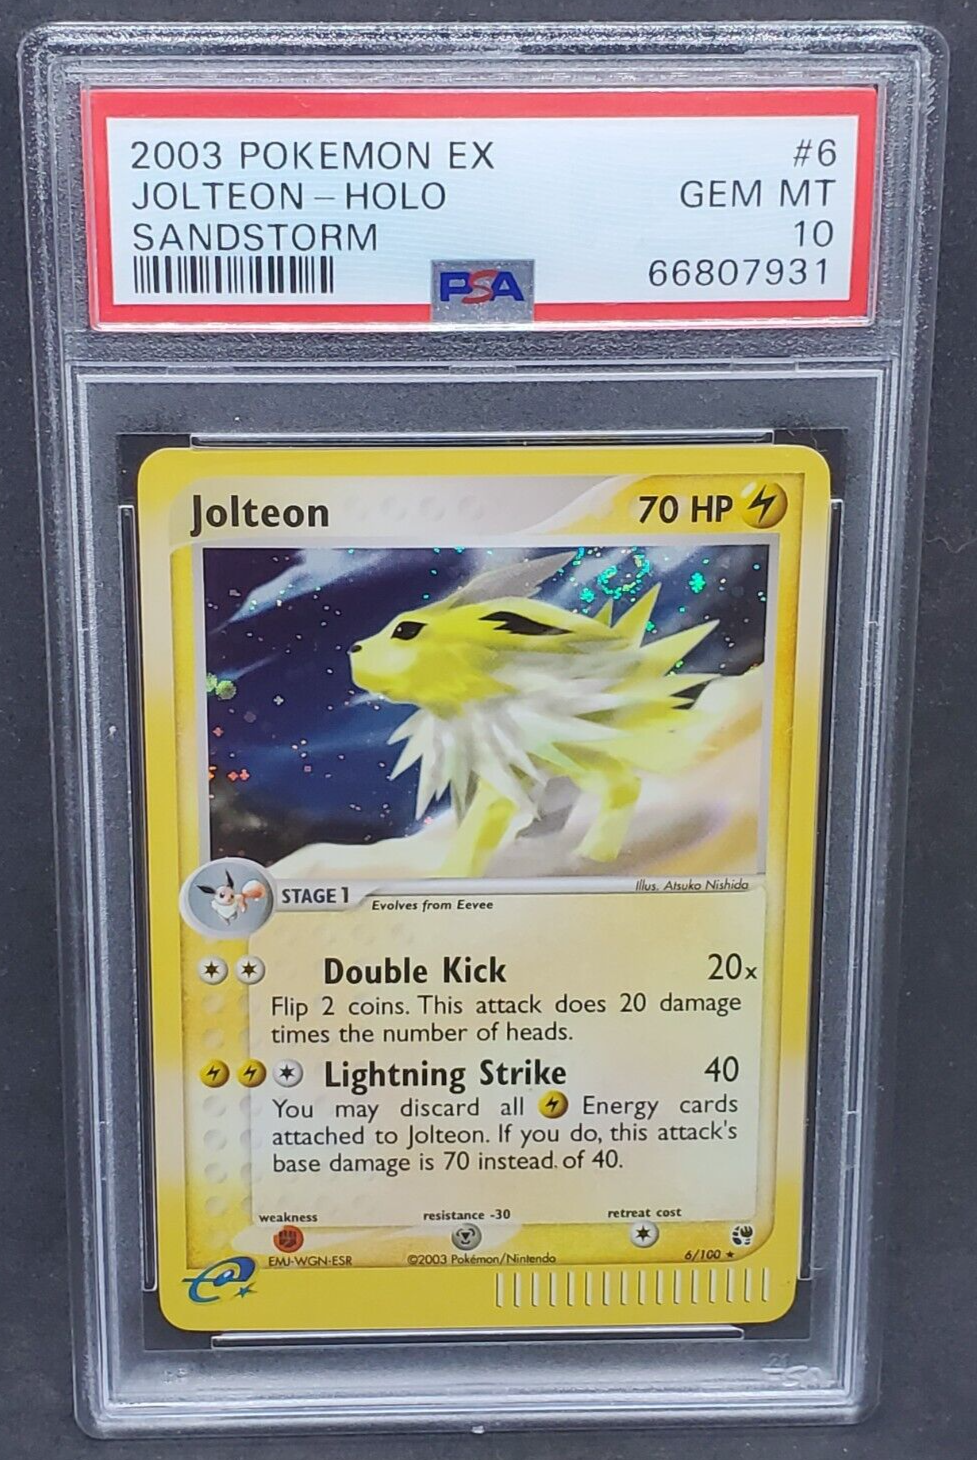 2003 POKEMON EX #6
JOLTEON-HOLO GEM MT
SANDSTORM 10
PSA 66807931
Jolteon 70 HP
Illus. Atsuko Nishida
STAGE 1 Evolves from Eevee
Double Kick 20x
Flip 2 coins. This attack does 20 damage
times the number of heads.
Lightning Strike 40
You may discard all Energy cards
attached to Jolteon. If you do, this attack's
base damage is 70 instead of 40.
weakness resistance -30 retreat cost
EMJ-WGN-ESR ©2003 Pokémon/Nintendo 6/100 ★
e